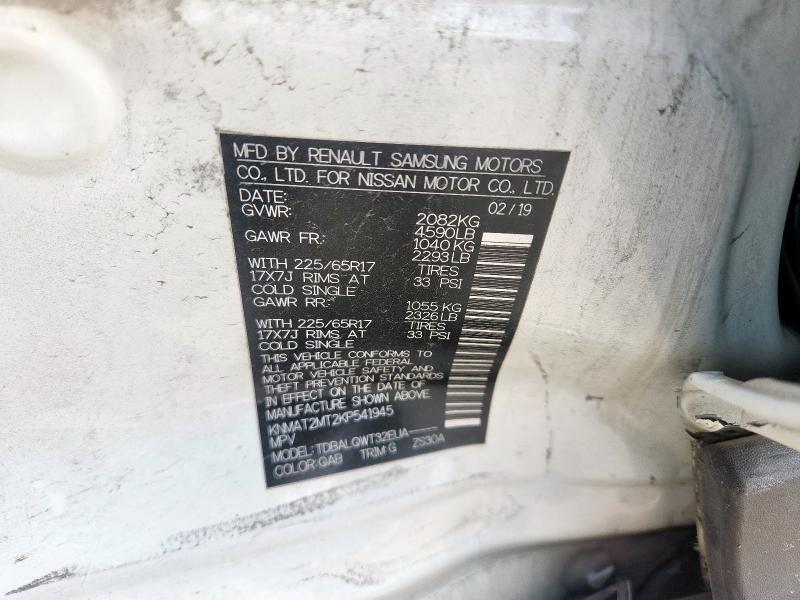 MFD BY RENAULT SAMSUNG MOTORS
CO., LTD. FOR NISSAN MOTOR CO., LTD.
DATE: 02/19
GVWR: 2082KG
4590LB
GAWR FR: 1040KG
2293LB
WITH 225/65R17 TIRES
17X7J RIMS AT 33 PSI
COLD SINGLE
GAWR RR: 1055 KG
2326LB
WITH 225/65R17 TIRES
17X7J RIMS AT 33 PSI
COLD SINGLE
THIS VEHICLE CONFORMS TO
ALL APPLICABLE FEDERAL
MOTOR VEHICLE SAFETY AND
THEFT PREVENTION STANDARDS
IN EFFECT ON THE DATE OF
MANUFACTURE SHOWN ABOVE.
KNMAT2MT2KP541945
MPV
MODEL: TDBALQWT32EUA-----
COLOR: QAB TRIM: G ZS30A